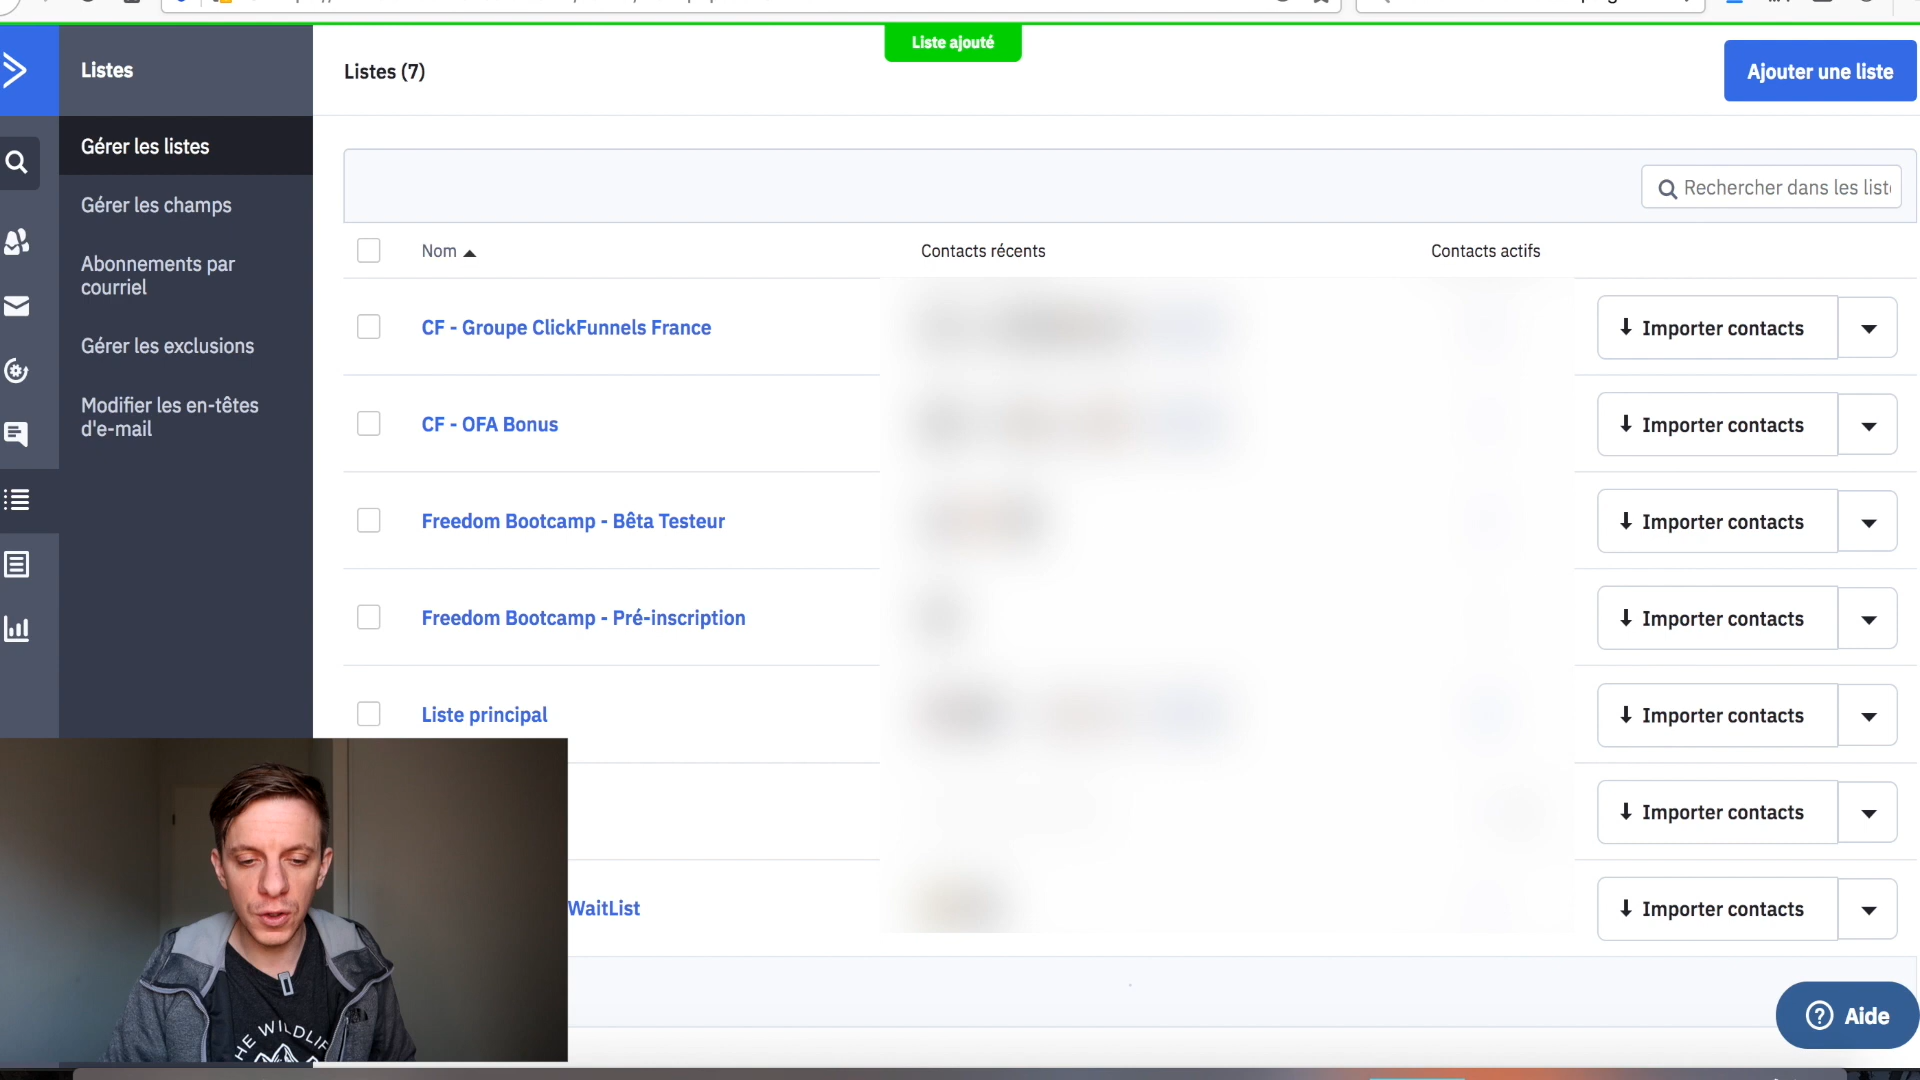 Liste ajouté
Listes
Listes (7)
Ajouter une liste
Gérer les listes
Gérer les champs
Abonnements par
courriel
Gérer les exclusions
Modifier les en-têtes
d'e-mail
Rechercher dans les list
Nom
Contacts récents
Contacts actifs
CF - Groupe ClickFunnels France
Importer contacts
CF - OFA Bonus
Importer contacts
Freedom Bootcamp - Bêta Testeur
Importer contacts
Freedom Bootcamp - Pré-inscription
Importer contacts
Liste principal
Importer contacts
Importer contacts
WaitList
Importer contacts
HE WILDLIF
? Aide